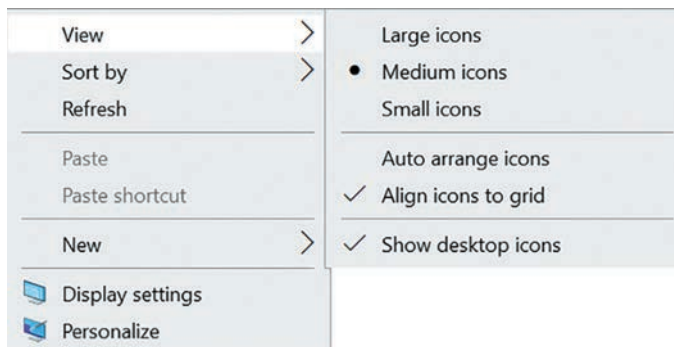 View
Sort by
Refresh
Paste
Paste shortcut
New
Display settings
Personalize
Large icons
Medium icons
Small icons
Auto arrange icons
Align icons to grid
Show desktop icons